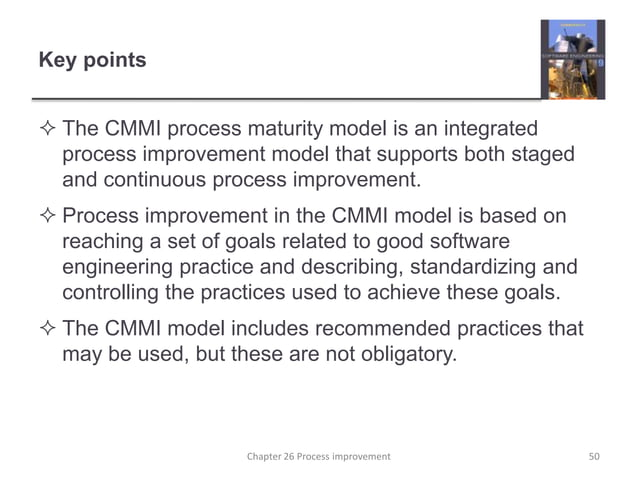 Key points
SOFTWARE ENGINEERING
9
✧ The CMMI process maturity model is an integrated
process improvement model that supports both staged
and continuous process improvement.
✧ Process improvement in the CMMI model is based on
reaching a set of goals related to good software
engineering practice and describing, standardizing and
controlling the practices used to achieve these goals.
✧ The CMMI model includes recommended practices that
may be used, but these are not obligatory.
Chapter 26 Process improvement
50